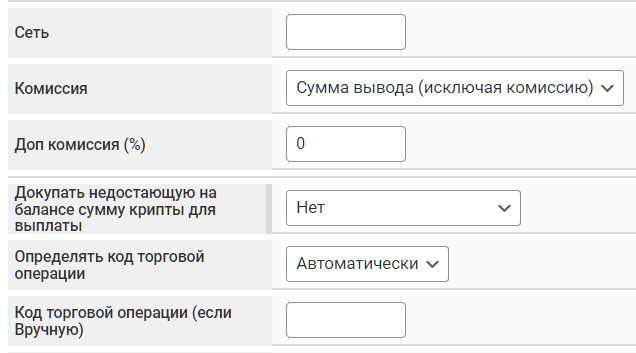 Сеть
Комиссия
Сумма вывода (исключая комиссию)
Доп комиссия (%)
0
Докупать недостающую на
балансе сумму крипты для
выплаты
Нет
Определять код торговой
операции
Автоматически
Код торговой операции (если
Вручную)